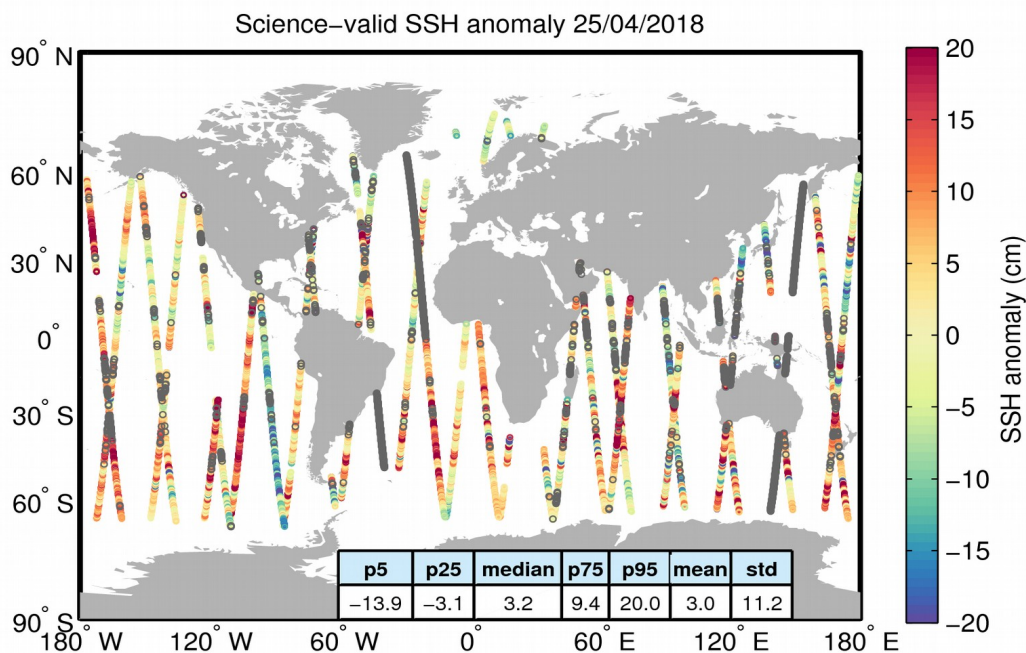 Science−valid SSH anomaly 25/04/2018
90° N
60° N
30° N
0°
30° S
60° S
90° S
180° W
120° W
60° W
0°
60° E
120° E
180° E
p5 p25 median p75 p95 mean std
−13.9 −3.1 3.2 9.4 20.0 3.0 11.2
20
15
10
5
0
−5
−10
−15
−20
SSH anomaly (cm)